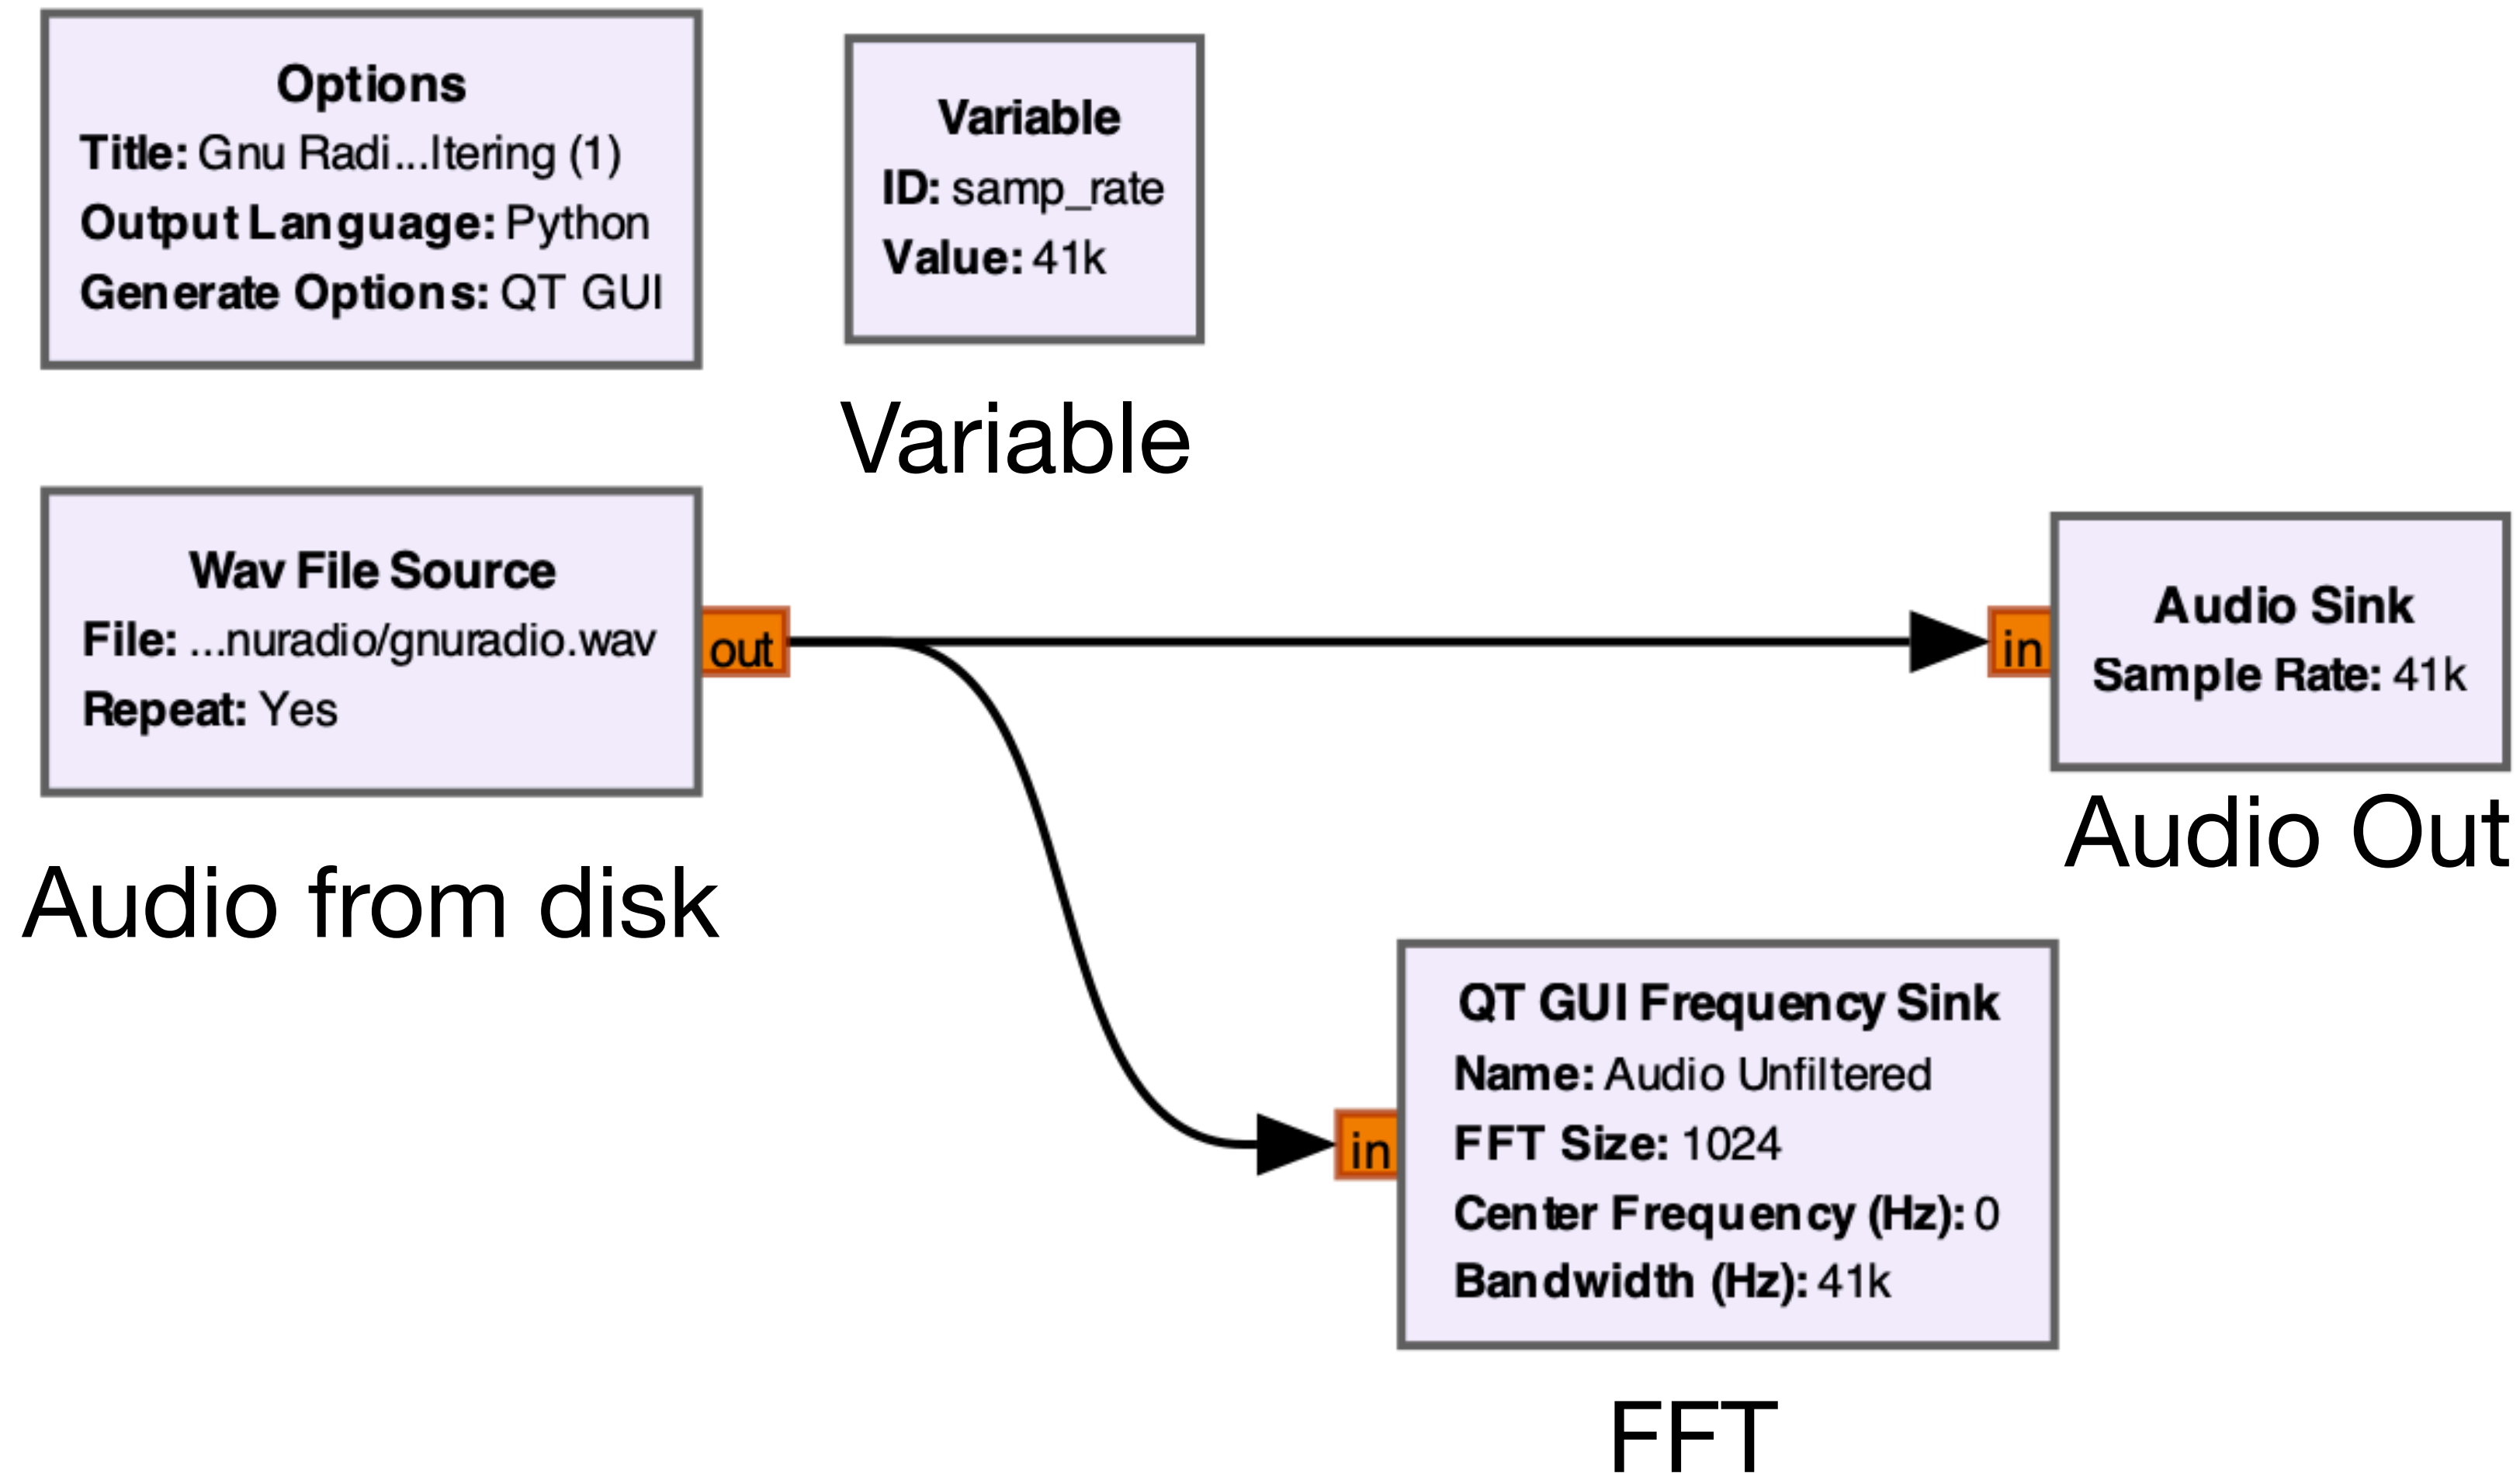 Options
Title: Gnu Radi...ltering (1)
Output Language: Python
Generate Options: QT GUI
Variable
ID: samp_rate
Value: 41k
Variable
Wav File Source
File: ...nuradio/gnuradio.wav
Repeat: Yes
out
Audio from disk
in
Audio Sink
Sample Rate: 41k
Audio Out
in
QT GUI Frequency Sink
Name: Audio Unfiltered
FFT Size: 1024
Center Frequency (Hz): 0
Bandwidth (Hz): 41k
FFT